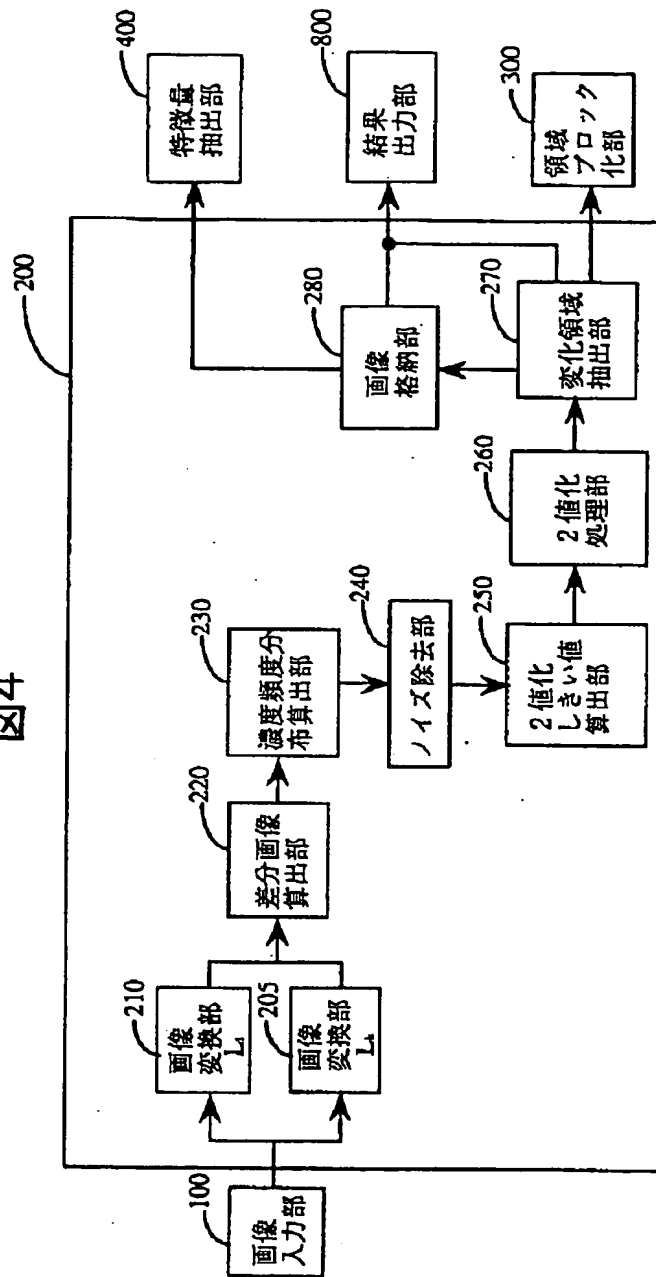 図4
200
100
画像
入力部
210
画像
変換部
205
画像
変換部
220
差分画像
算出部
230
濃度頻度分
布算出部
240
ノイズ除去部
250
2値化
しきい値
算出部
260
2値化
処理部
270
変化領域
抽出部
280
画像
格納部
400
特徴量
抽出部
800
結果
出力部
300
領域
ブロック
化部